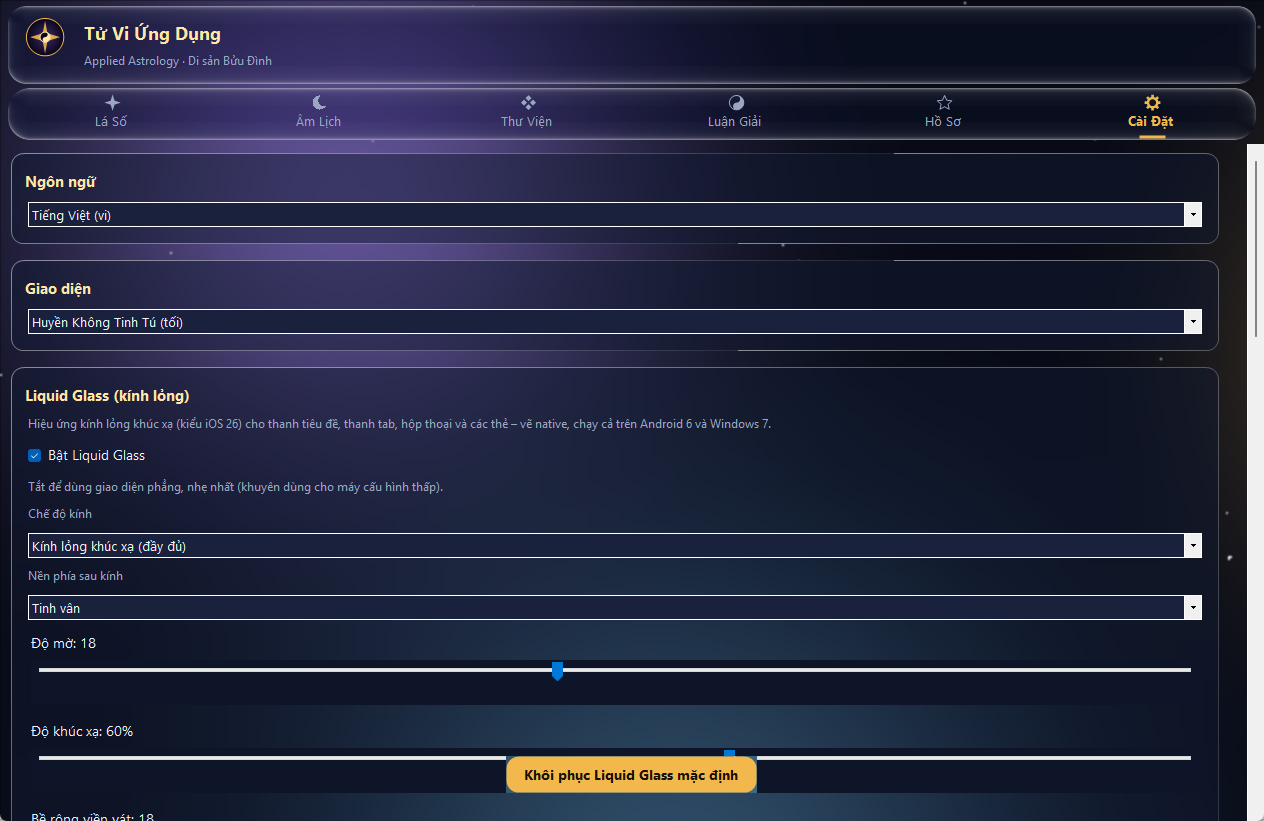 Tử Vi Ứng Dụng
Applied Astrology · Di sản Bửu Đình
Lá Số
Âm Lịch
Thư Viện
Luận Giải
Hồ Sơ
Cài Đặt
Ngôn ngữ
Tiếng Việt (vi)
Giao diện
Huyền Không Tinh Tú (tối)
Liquid Glass (kính lỏng)
Hiệu ứng kính lỏng khúc xạ (kiểu iOS 26) cho thanh tiêu đề, thanh tab, hộp thoại và các thẻ – vẽ native, chạy cả trên Android 6 và Windows 7.
Bật Liquid Glass
Tắt để dùng giao diện phẳng, nhẹ nhất (khuyên dùng cho máy cấu hình thấp).
Chế độ kính
Kính lỏng khúc xạ (đầy đủ)
Nền phía sau kính
Tinh vân
Độ mờ: 18
Độ khúc xạ: 60%
Khôi phục Liquid Glass mặc định
Bề rộng viền vát: 18